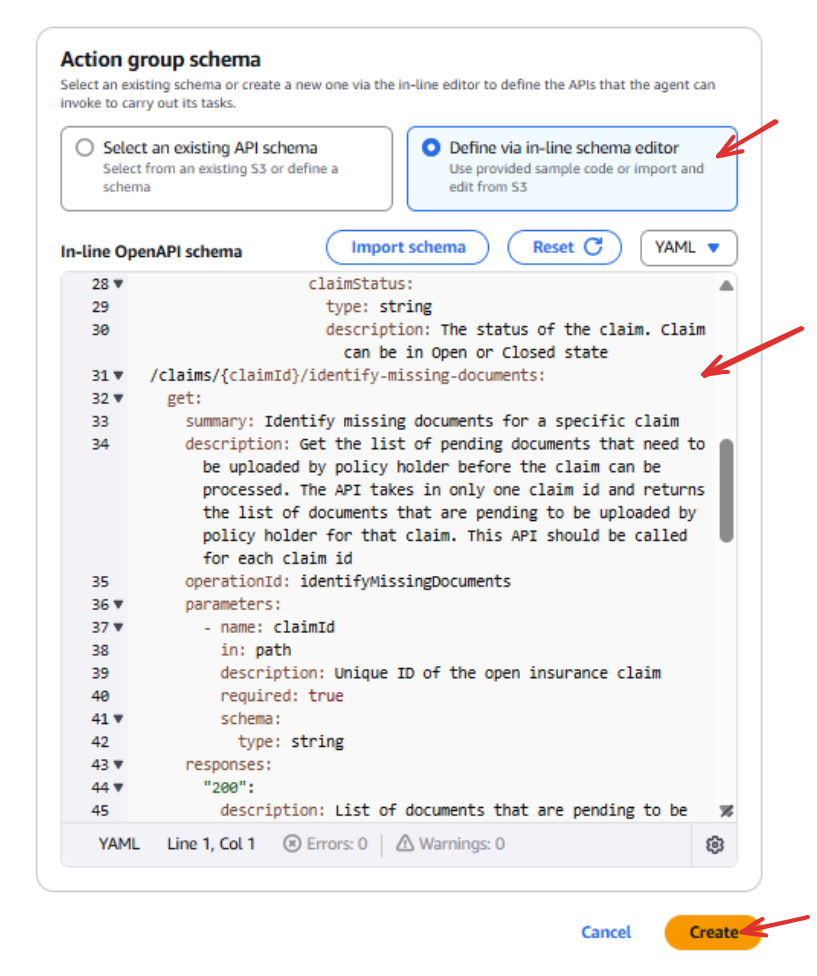 Action group schema
Select an existing schema or create a new one via the in-line editor to define the APIs that the agent can
invoke to carry out its tasks.
Select an existing API schema
Select from an existing S3 or define a
schema
Define via in-line schema editor
Use provided sample code or import and
edit from S3
In-line OpenAPI schema
Import schema
Reset
YAML
28 claimStatus:
29 type: string
30 description: The status of the claim. Claim
can be in Open or Closed state
31 /claims/{claimId}/identify-missing-documents:
32 get:
33 summary: Identify missing documents for a specific claim
34 description: Get the list of pending documents that need to
be uploaded by policy holder before the claim can be
processed. The API takes in only one claim id and returns
the list of documents that are pending to be uploaded by
policy holder for that claim. This API should be called
for each claim id
35 operationId: identifyMissingDocuments
36 parameters:
37 - name: claimId
38 in: path
39 description: Unique ID of the open insurance claim
40 required: true
41 schema:
42 type: string
43 responses:
44 "200":
45 description: List of documents that are pending to be
YAML Line 1, Col 1 Errors: 0 Warnings: 0
Cancel
Create